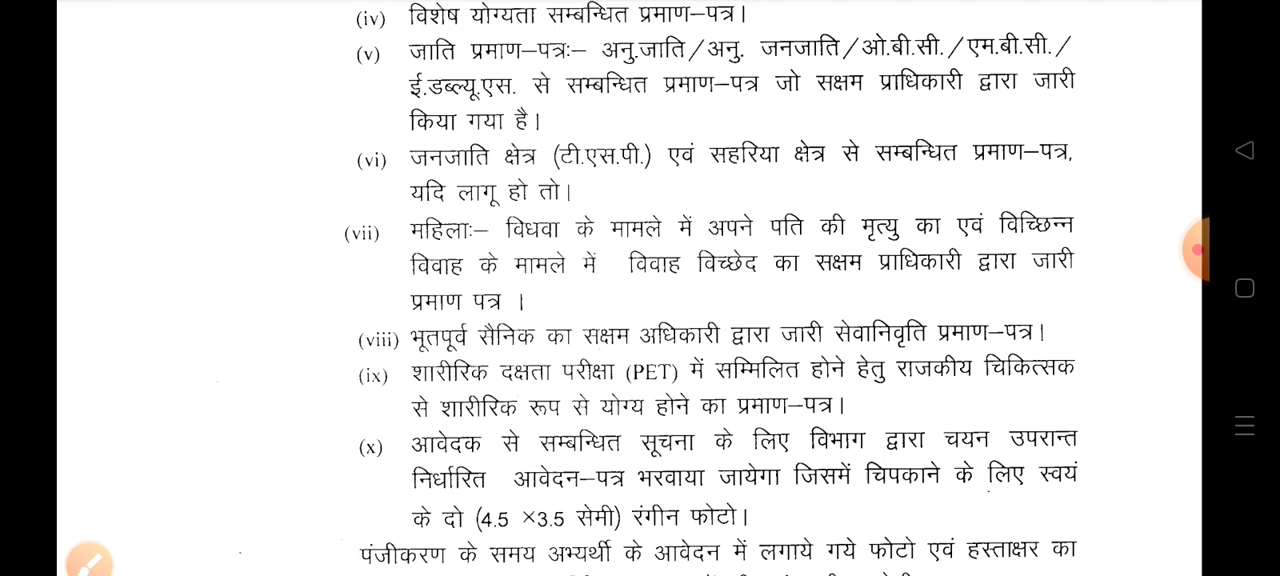 (iv) विशेष योग्यता सम्बन्धित प्रमाण–पत्र।
(v) जाति प्रमाण–पत्रः– अनु.जाति/अनु. जनजाति/ओ.बी.सी./एम.बी.सी./
ई.डब्ल्यू.एस. से सम्बन्धित प्रमाण–पत्र जो सक्षम प्राधिकारी द्वारा जारी
किया गया है।
(vi) जनजाति क्षेत्र (टी.एस.पी.) एवं सहरिया क्षेत्र से सम्बन्धित प्रमाण–पत्र,
यदि लागू हो तो।
(vii) महिलाः– विधवा के मामले में अपने पति की मृत्यु का एवं विच्छिन्न
विवाह के मामले में विवाह विच्छेद का सक्षम प्राधिकारी द्वारा जारी
प्रमाण पत्र ।
(viii) भूतपूर्व सैनिक का सक्षम अधिकारी द्वारा जारी सेवानिवृति प्रमाण–पत्र।
(ix) शारीरिक दक्षता परीक्षा (PET) में सम्मिलित होने हेतु राजकीय चिकित्सक
से शारीरिक रूप से योग्य होने का प्रमाण–पत्र।
(x) आवेदक से सम्बन्धित सूचना के लिए विभाग द्वारा चयन उपरान्त
निर्धारित आवेदन–पत्र भरवाया जायेगा जिसमें चिपकाने के लिए स्वयं
के दो (4.5 ×3.5 सेमी) रंगीन फोटो।
पंजीकरण के समय अभ्यर्थी के आवेदन में लगाये गये फोटो एवं हस्ताक्षर का